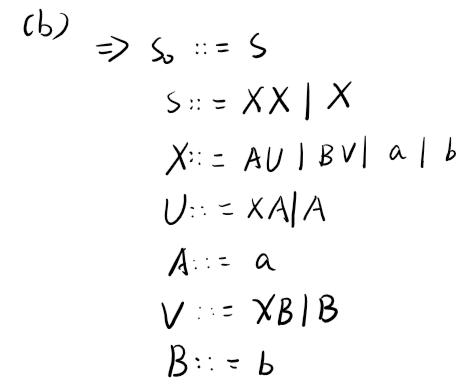 (b)
⇒ S₀ ::= S
S ::= XX | X
X ::= AU | BV | a | b
U ::= XA | A
A ::= a
V ::= XB | B
B ::= b